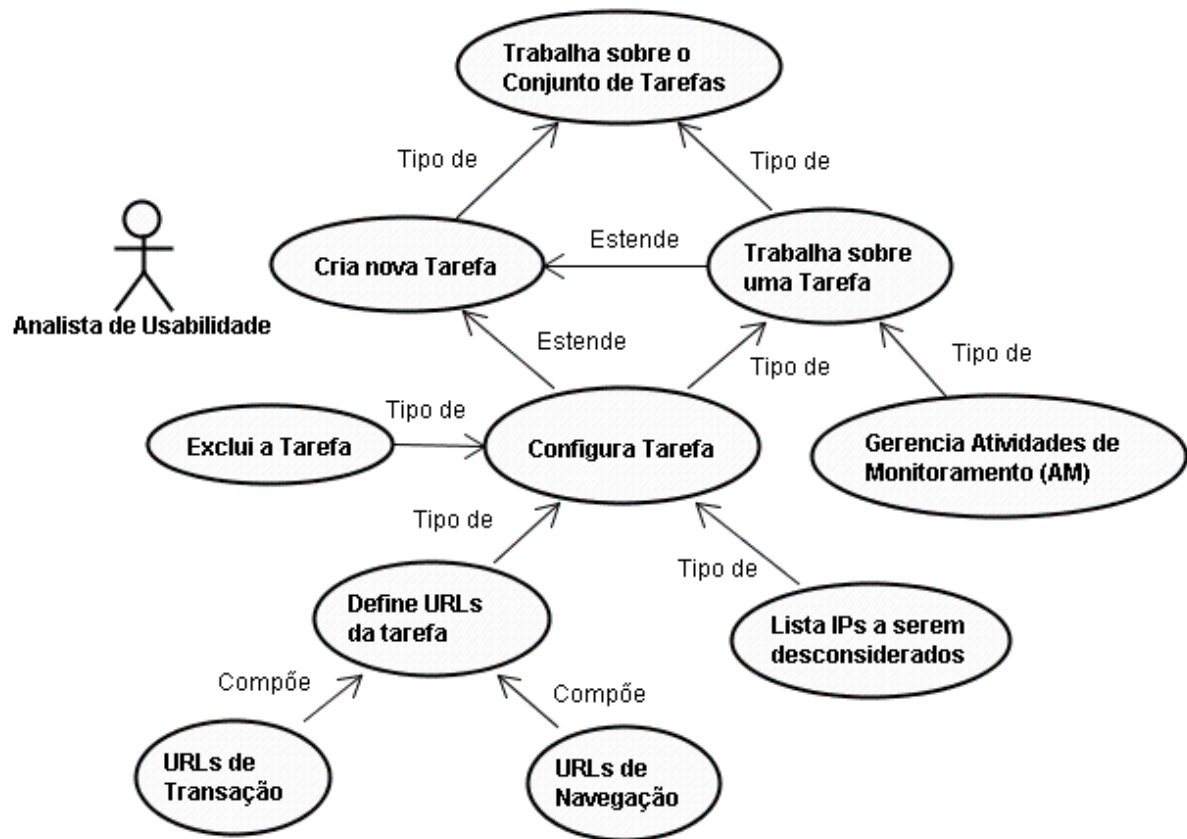 Trabalha sobre o
Conjunto de Tarefas
Tipo de
Tipo de
Estende
Cria nova Tarefa
Trabalha sobre
uma Tarefa
Analista de Usabilidade
Estende
Tipo de
Tipo de
Tipo de
Exclui a Tarefa
Configura Tarefa
Gerencia Atividades de
Monitoramento (AM)
Tipo de
Tipo de
Define URLs
da tarefa
Lista IPs a serem
desconsiderados
Compõe
Compõe
URLs de
Transação
URLs de
Navegação